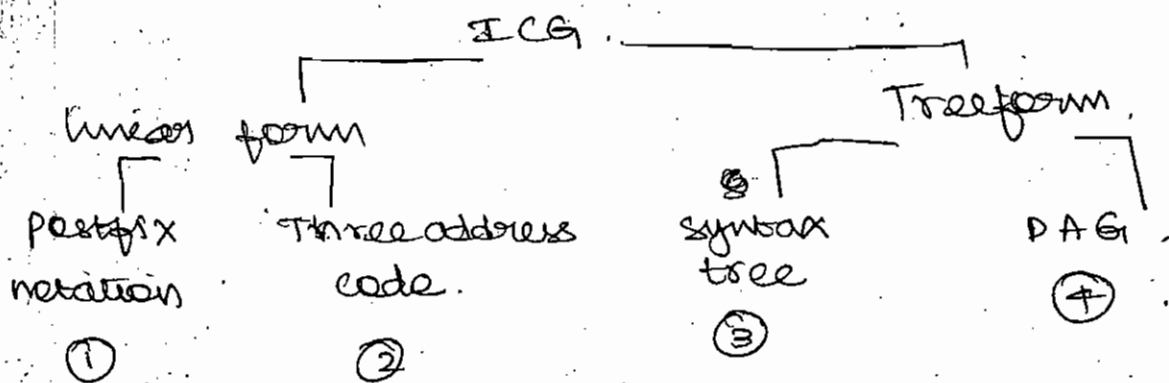 ICG.
linear form
Treeform.
postfix
notation
①
Three address
code.
②
syntax
tree
③
DAG.
④